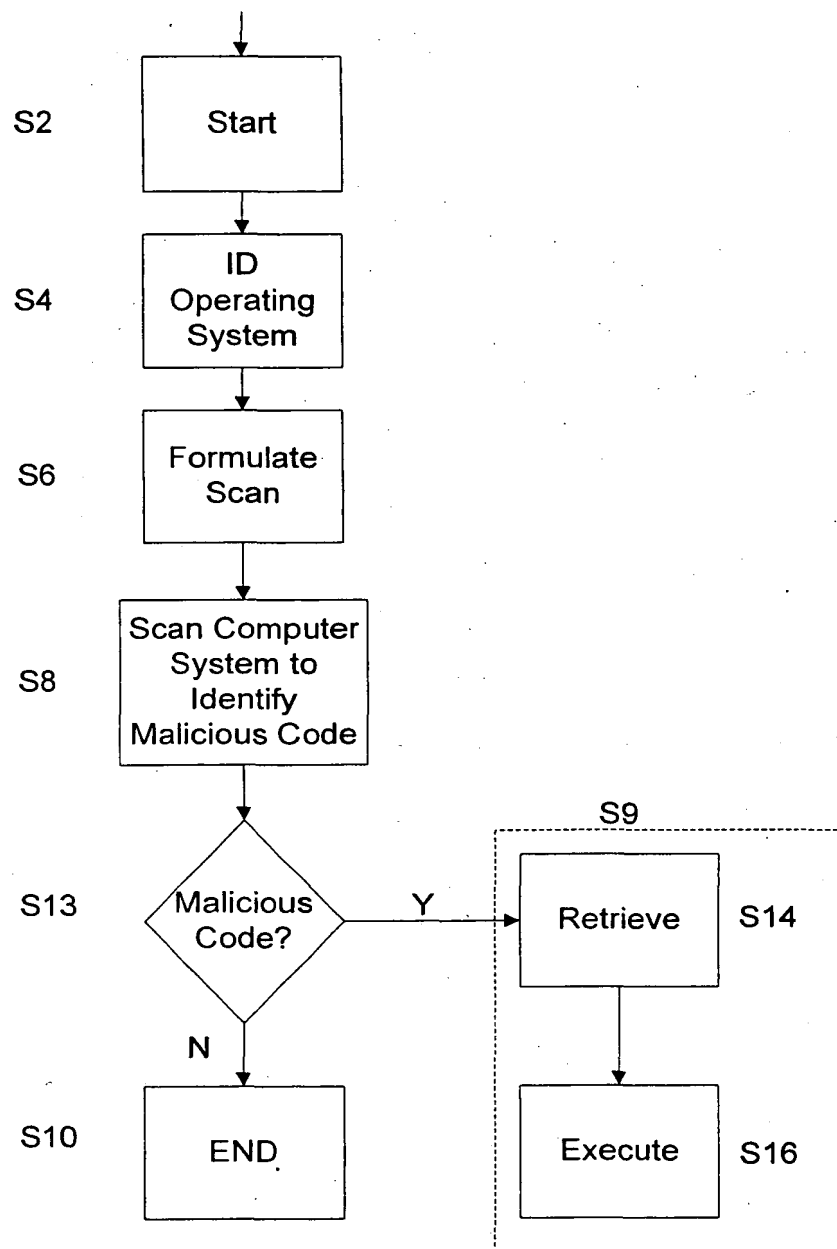 S2
Start
S4
ID
Operating
System
S6
Formulate
Scan
S8
Scan Computer
System to
Identify
Malicious Code
S9
S13
Malicious
Code?
Y
Retrieve
S14
N
S10
END
Execute
S16